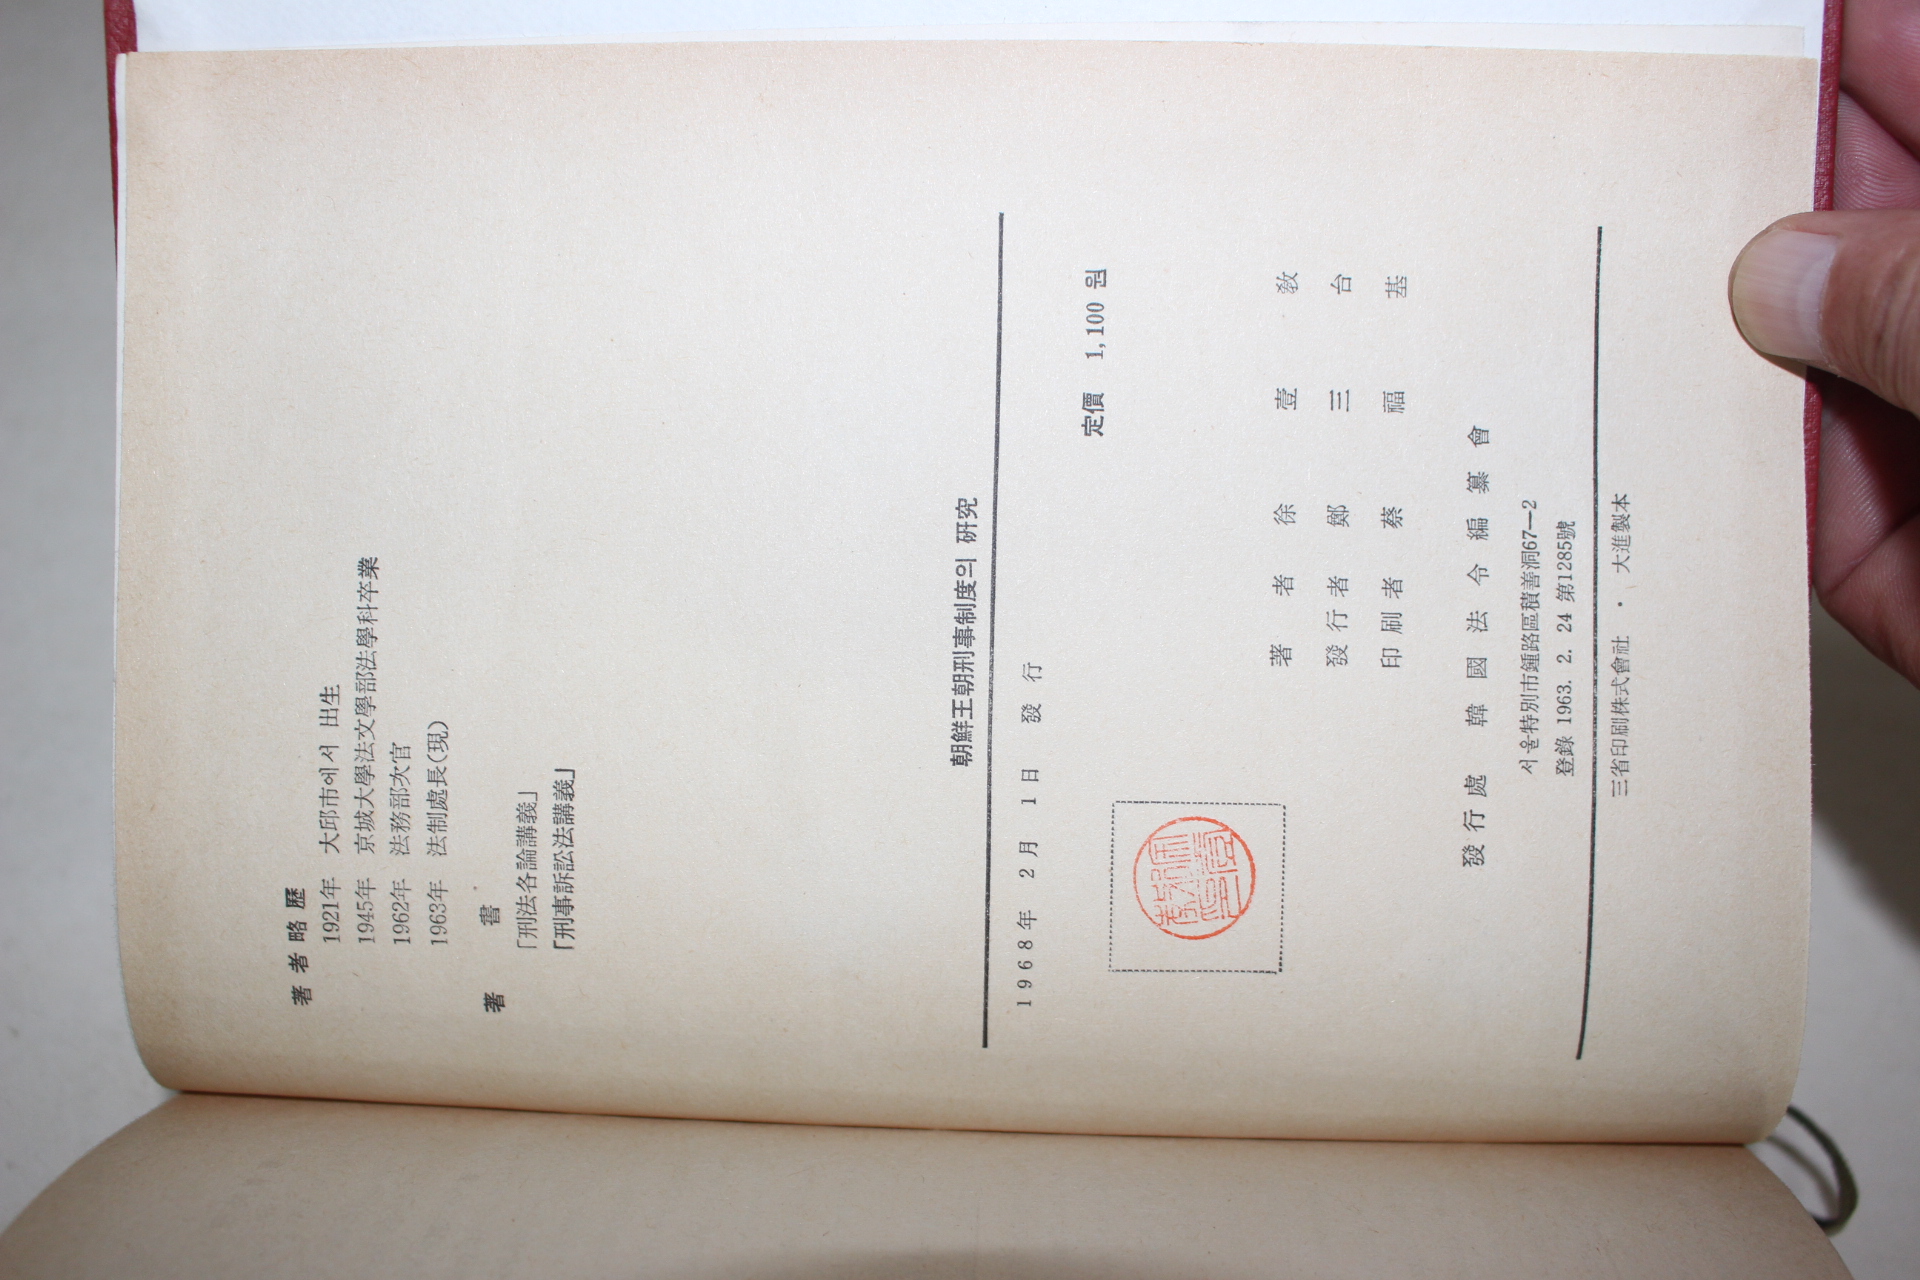 著者略歷
1921年 大邱市에서 出生
1945年 京城大學法文學部法學科卒業
1962年 法務部次官
1963年 法制處長(現)
著 書
「刑法各論講義」
「刑事訴訟法講義」
朝鮮王朝刑事制度의 硏究
1968年 2月 1日 發行
定價 1,100 원
著者 徐壹敎
發行者 鄭三台
印刷者 蔡福基
發行處 韓國法令編纂會
서울特別市鍾路區積善洞67—2
登錄 1963. 2. 24 第1285號
三省印刷株式會社 · 大進製本